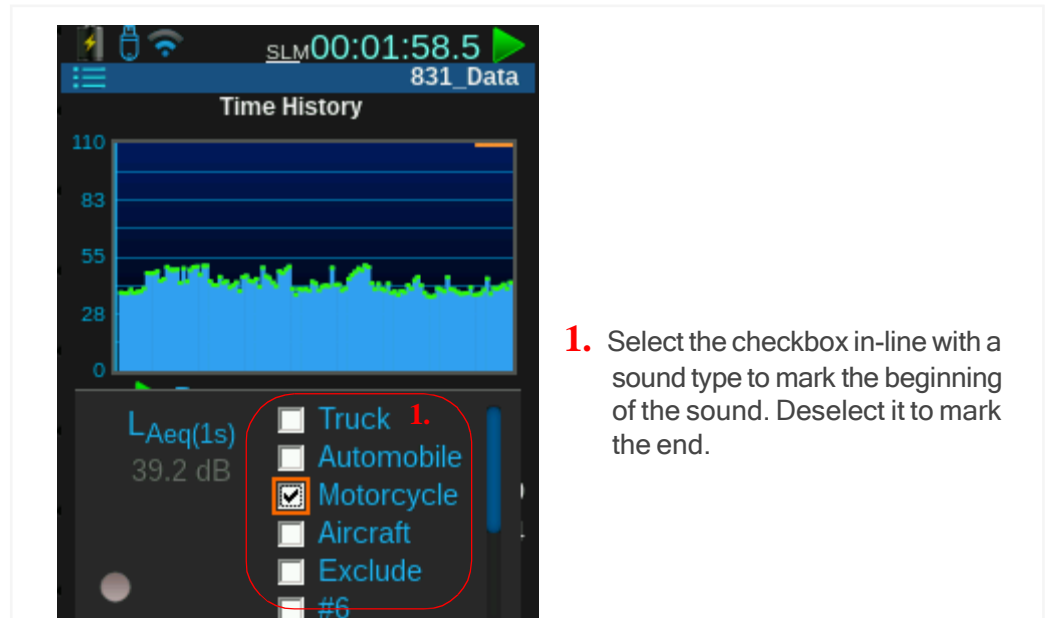 SLM00:01:58.5
831_Data
Time History
110
83
55
28
0
LAeq(1s)
39.2 dB
Truck 1.
Automobile
Motorcycle
Aircraft
Exclude
#6
1. Select the checkbox in-line with a
sound type to mark the beginning
of the sound. Deselect it to mark
the end.